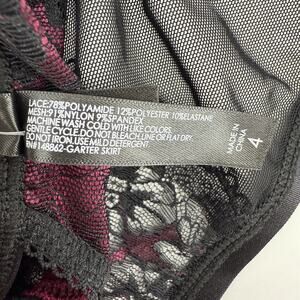 LACE:78%POLYAMIDE 12%POLYESTER 10%ELASTANE
MESH:91%NYLON 9%SPANDEX
MACHINE WASH COLD WITH LIKE COLORS.
GENTLE CYCLE.DO NOT BLEACH LINE OR FLAT DRY.
DO NOT IRON.USE MILD DETERGENT.
RN#148862-GARTER SKIRT
MADE IN
CHINA
4